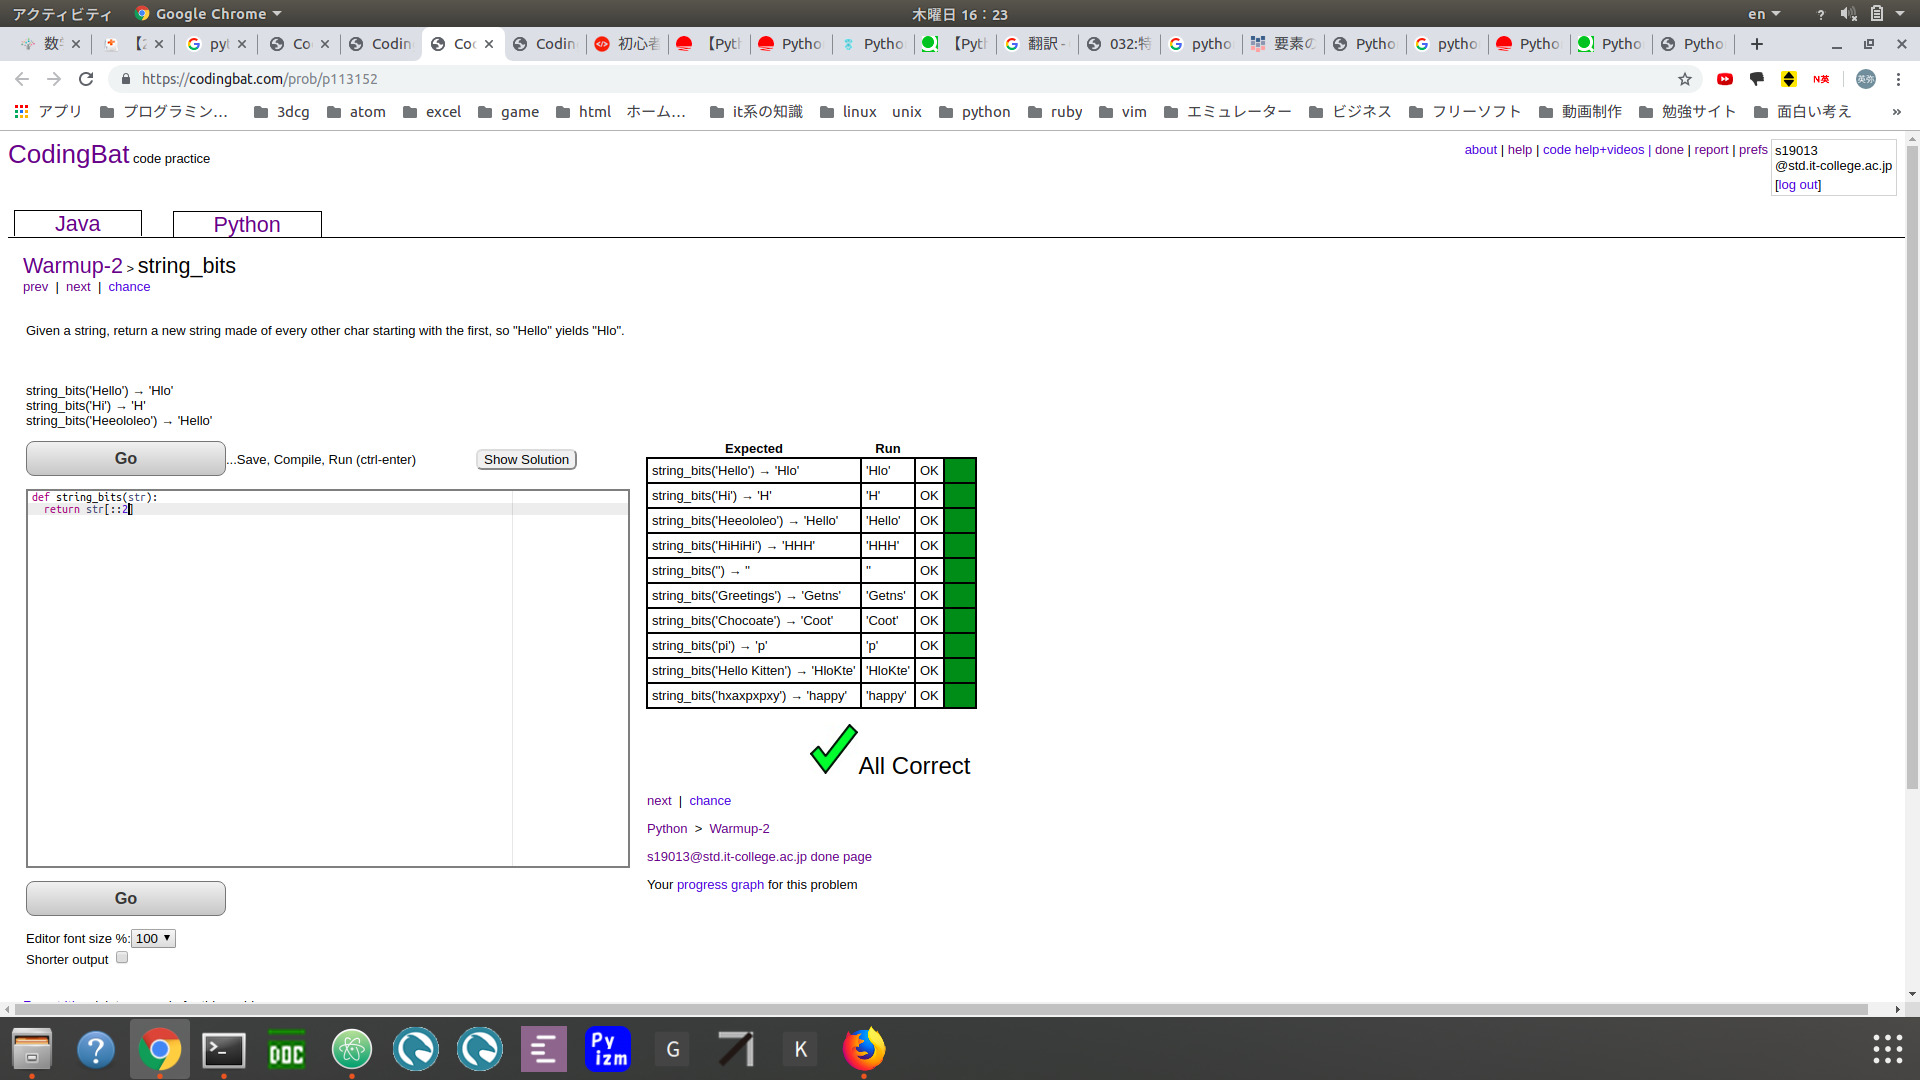 アクティビティ Google Chrome 木曜日 16：23 en
数学 【2 pyt Co Codin Co Codin 初心者 【Pyth Pytho Pytho 【Pyt 翻訳 - 032:特 pytho 要素の Pytho pytho Pytho Pytho Pytho
https://codingbat.com/prob/p113152 N英 英弥
アプリ プログラミン… 3dcg atom excel game html ホーム… it系の知識 linux unix python ruby vim エミュレーター ビジネス フリーソフト 動画制作 勉強サイト 面白い考え »
CodingBat code practice
about | help | code help+videos | done | report | prefs
s19013
@std.it-college.ac.jp
[log out]
Java Python
Warmup-2 > string_bits
prev | next | chance
Given a string, return a new string made of every other char starting with the first, so "Hello" yields "Hlo".
string_bits('Hello') → 'Hlo'
string_bits('Hi') → 'H'
string_bits('Heeololeo') → 'Hello'
Go ...Save, Compile, Run (ctrl-enter) Show Solution
def string_bits(str):
  return str[::2]
Expected Run
string_bits('Hello') → 'Hlo' 'Hlo' OK
string_bits('Hi') → 'H' 'H' OK
string_bits('Heeololeo') → 'Hello' 'Hello' OK
string_bits('HiHiHi') → 'HHH' 'HHH' OK
string_bits('') → '' '' OK
string_bits('Greetings') → 'Getns' 'Getns' OK
string_bits('Chocoate') → 'Coot' 'Coot' OK
string_bits('pi') → 'p' 'p' OK
string_bits('Hello Kitten') → 'HloKte' 'HloKte' OK
string_bits('hxaxpxpxy') → 'happy' 'happy' OK
All Correct
next | chance
Python > Warmup-2
s19013@std.it-college.ac.jp done page
Your progress graph for this problem
Go
Editor font size %: 100
Shorter output
DOC Py izm G K